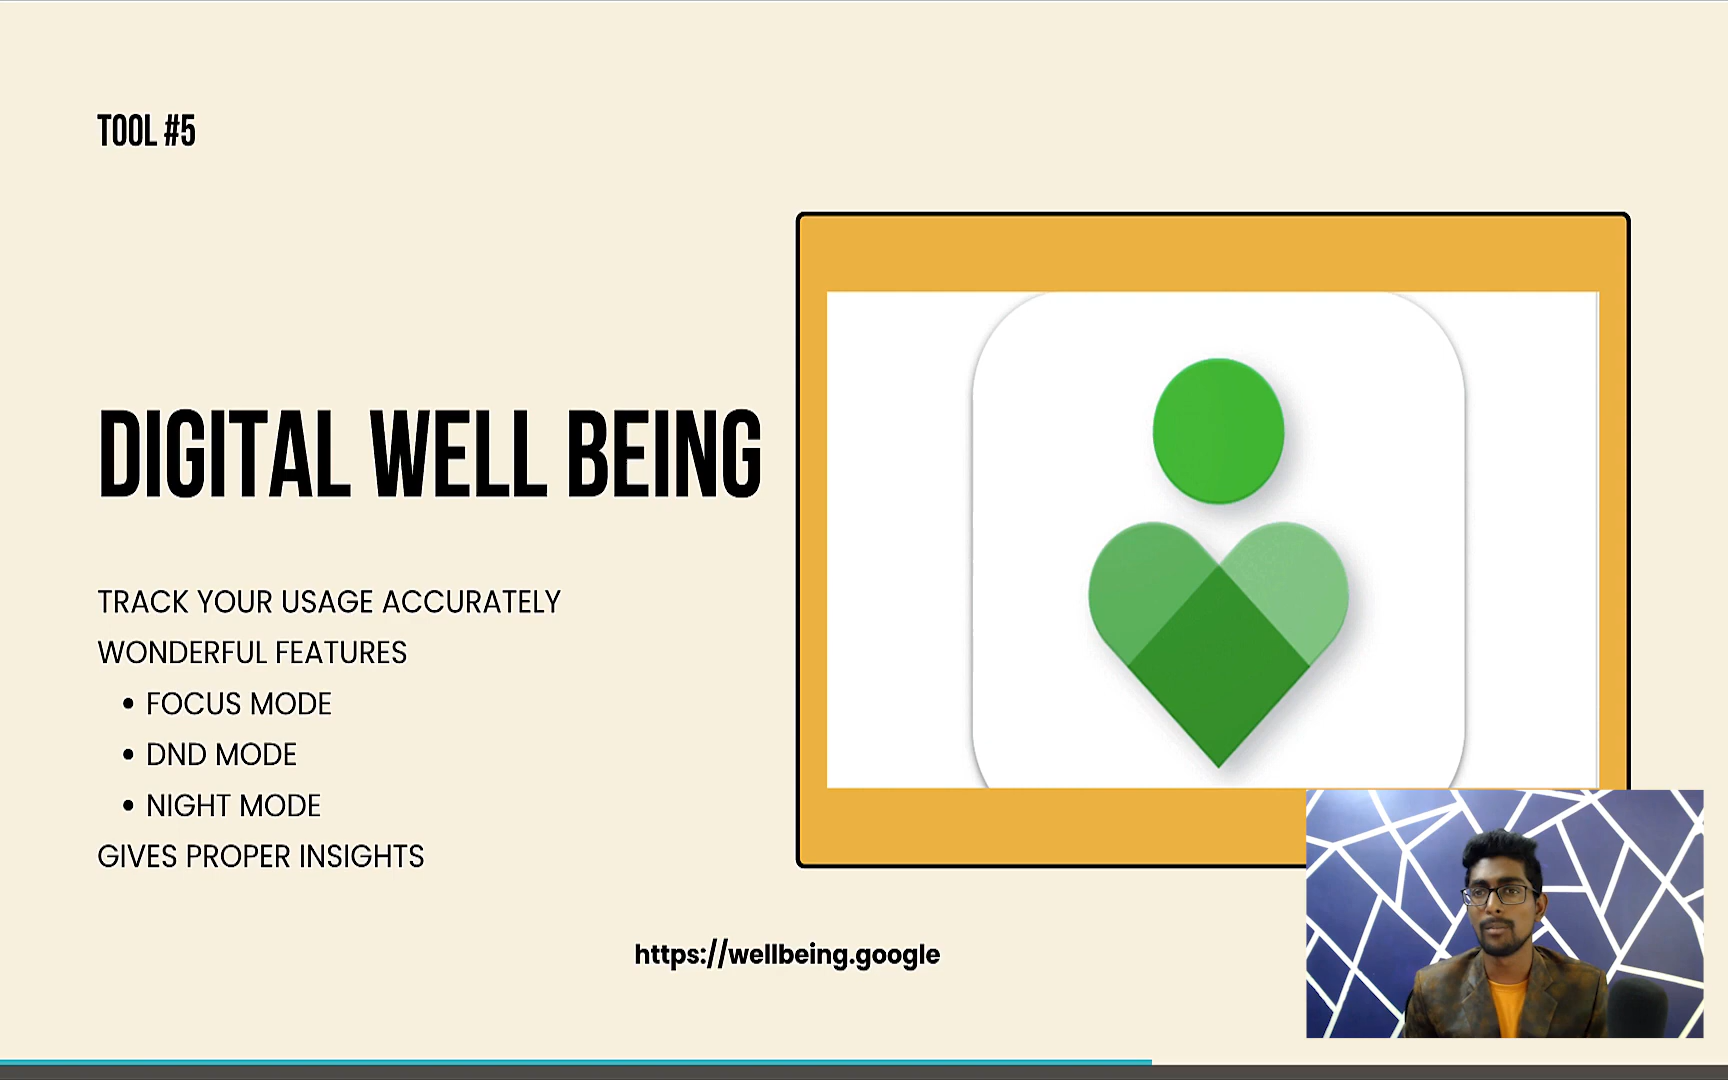 TOOL #5
DIGITAL WELL BEING
TRACK YOUR USAGE ACCURATELY
WONDERFUL FEATURES
• FOCUS MODE
• DND MODE
• NIGHT MODE
GIVES PROPER INSIGHTS
https://wellbeing.google